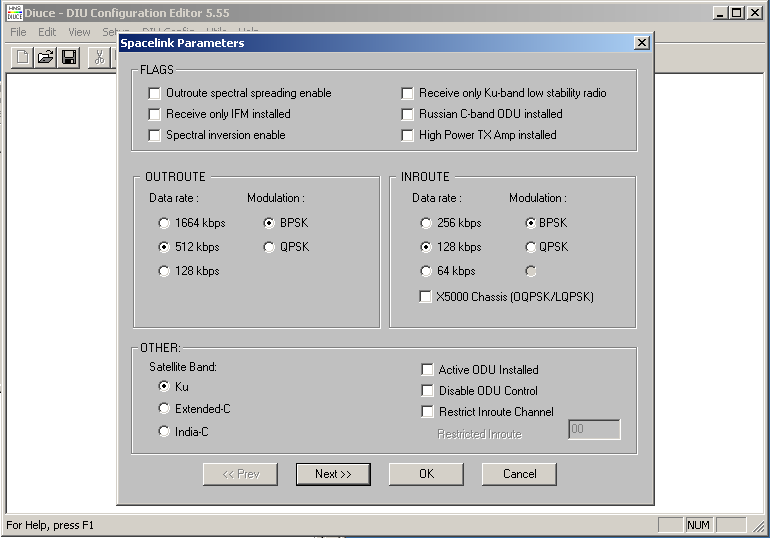 HNS DIUCE Diuce - DIU Configuration Editor 5.55
File Edit View
Spacelink Parameters
FLAGS
Outroute spectral spreading enable
Receive only Ku-band low stability radio
Receive only IFM installed
Russian C-band ODU installed
Spectral inversion enable
High Power TX Amp installed
OUTROUTE
Data rate :
Modulation :
1664 kbps
BPSK
512 kbps
QPSK
128 kbps
INROUTE
Data rate :
Modulation :
256 kbps
BPSK
128 kbps
QPSK
64 kbps
X5000 Chassis (OQPSK/LQPSK)
OTHER:
Satellite Band:
Ku
Extended-C
India-C
Active ODU Installed
Disable ODU Control
Restrict Inroute Channel
Restricted Inroute
00
<< Prev
Next >>
OK
Cancel
For Help, press F1
NUM